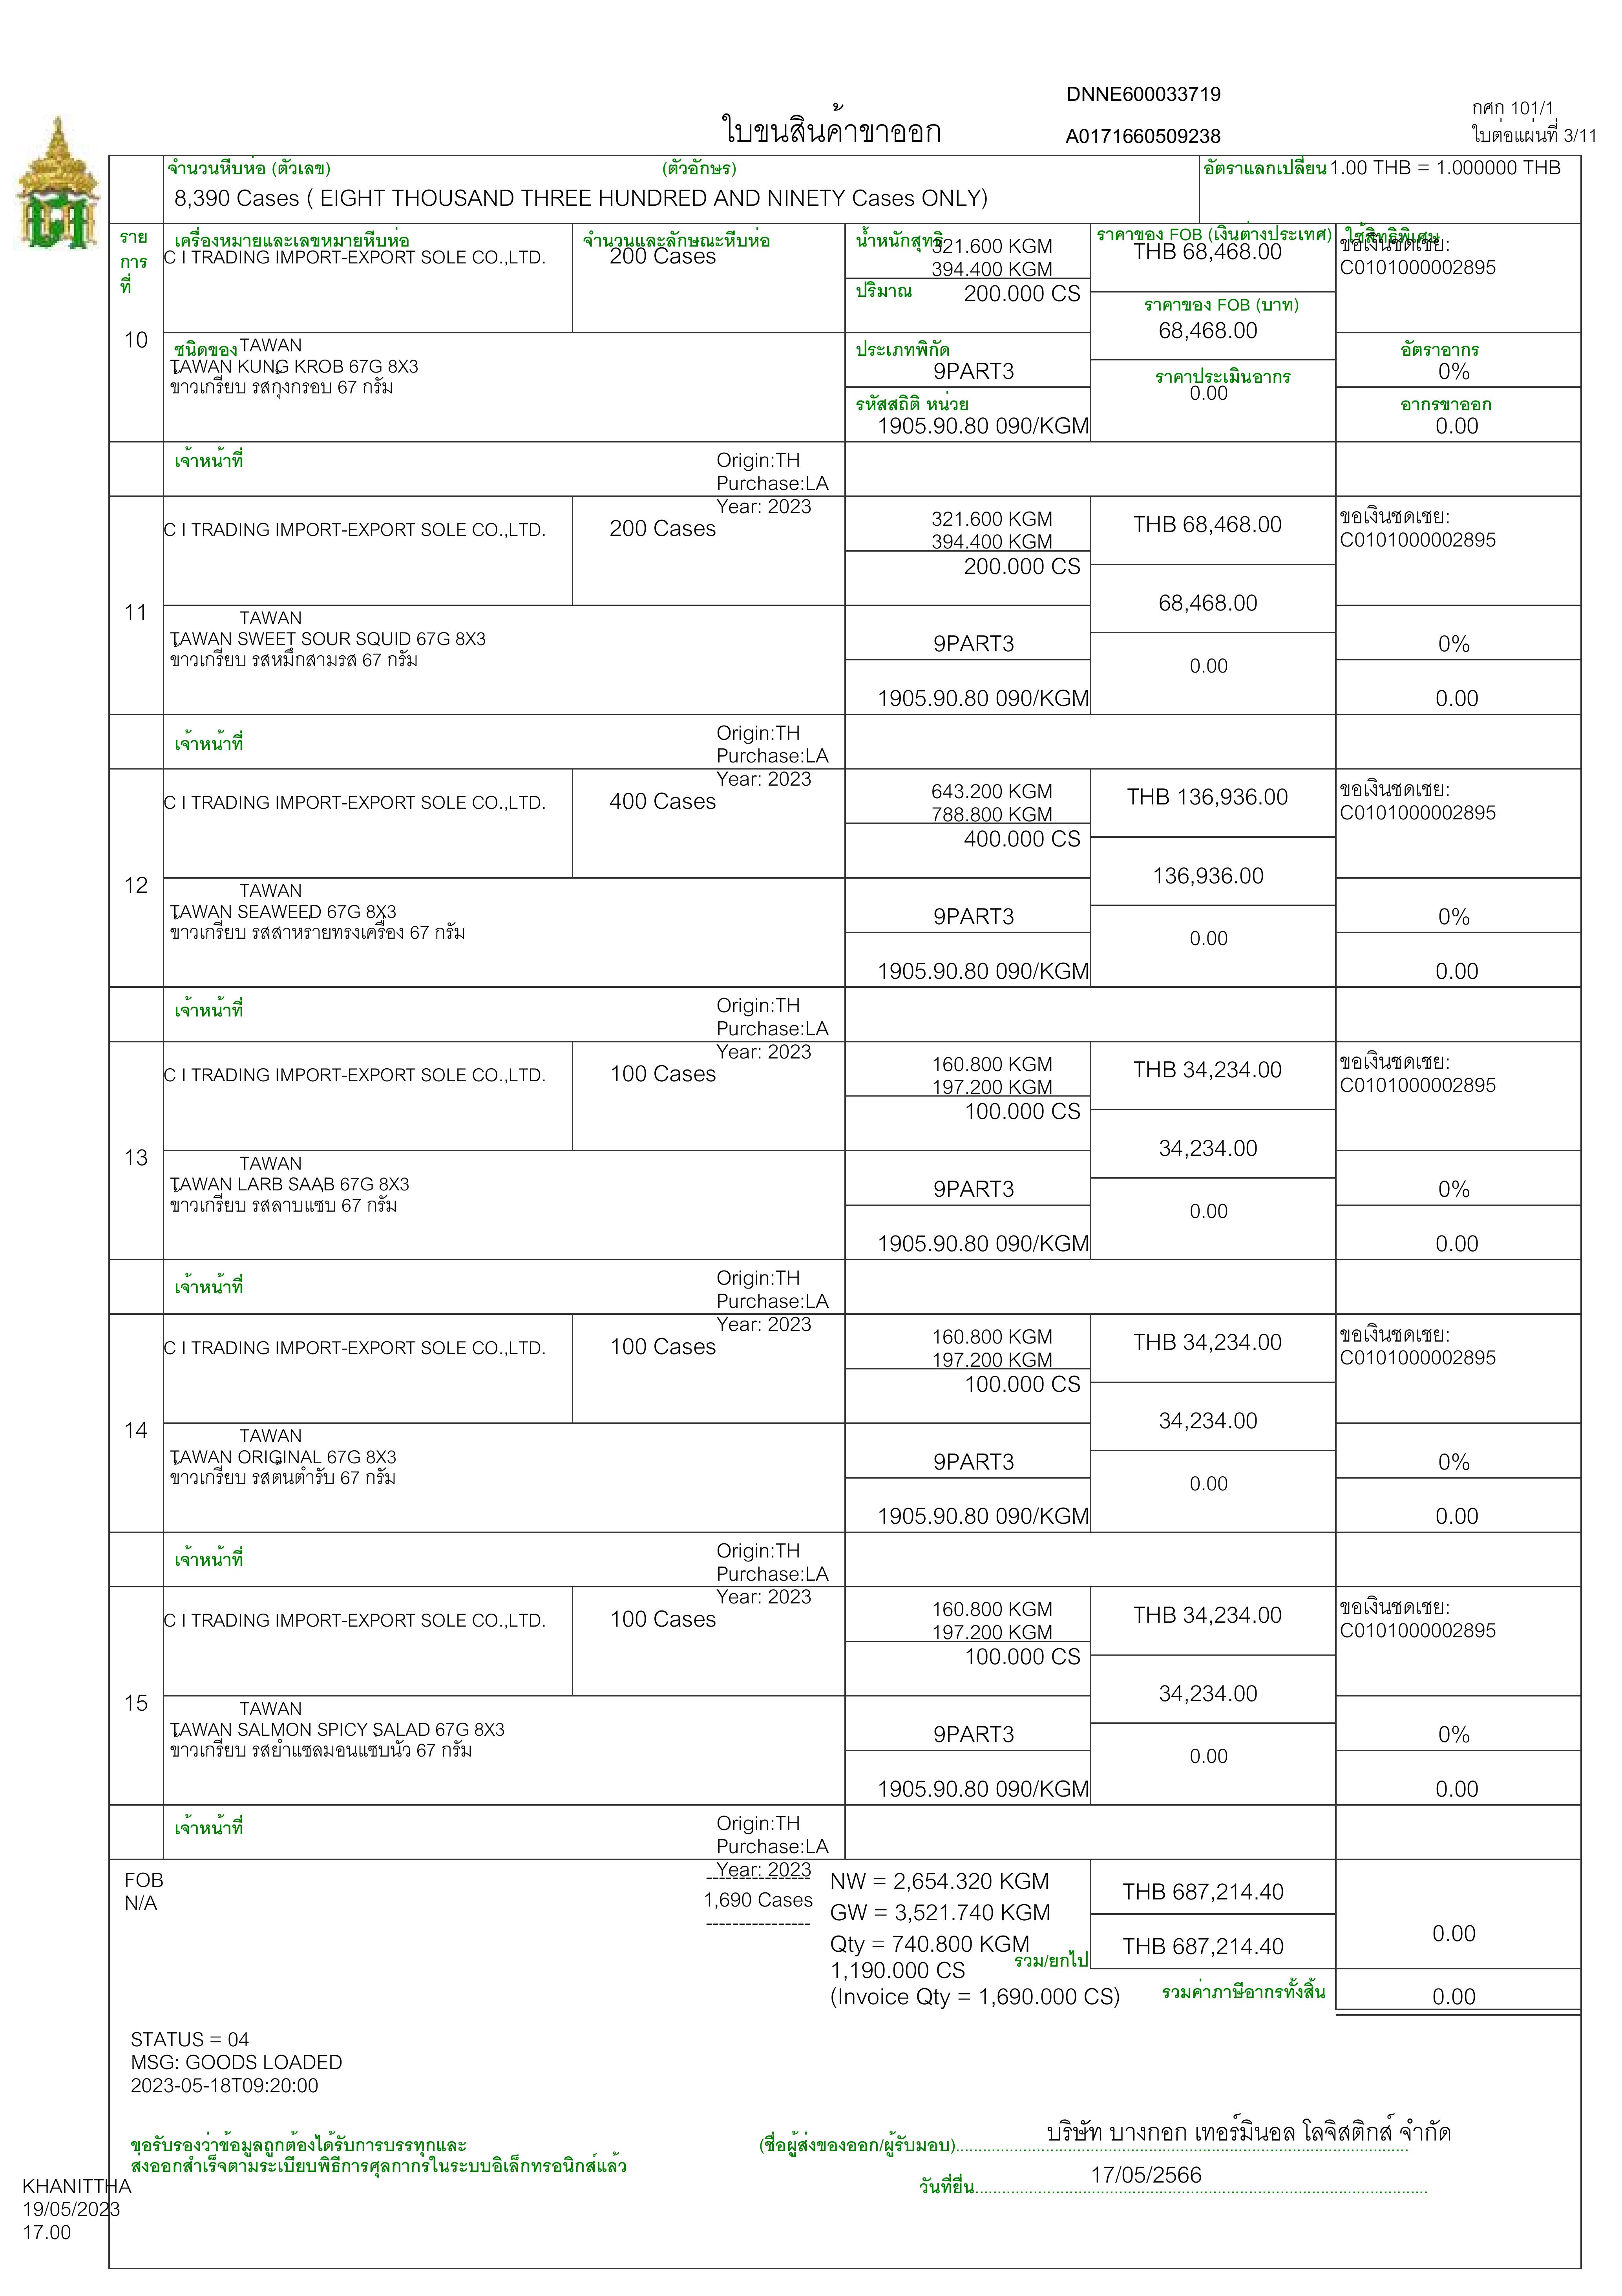 DNNE600033719
กศก 101/1
ใบขนสินค้าขาออก
A0171660509238
ใบต่อแผ่นที่ 3/11
จำนวนหีบห่อ (ตัวเลข) (ตัวอักษร) อัตราแลกเปลี่ยน 1.00 THB = 1.000000 THB
8,390 Cases ( EIGHT THOUSAND THREE HUNDRED AND NINETY Cases ONLY)
ราย
การ
ที่
เครื่องหมายและเลขหมายหีบห่อ จำนวนและลักษณะหีบห่อ น้ำหนักสุทธิ ราคาของ FOB (เงินต่างประเทศ) ใช้สิทธิพิเศษ
C I TRADING IMPORT-EXPORT SOLE CO.,LTD. 200 Cases 321.600 KGM THB 68,468.00 ขอเงินชดเชย:
394.400 KGM C0101000002895
ปริมาณ 200.000 CS
ราคาของ FOB (บาท)
10 68,468.00
ชนิดของ TAWAN ประเภทพิกัด อัตราอากร
TAWAN KUNG KROB 67G 8X3 9PART3 ราคาประเมินอากร 0%
ข้าวเกรียบ รสกุ้งกรอบ 67 กรัม 0.00
รหัสสถิติ หน่วย อากรขาออก
1905.90.80 090/KGM 0.00
เจ้าหน้าที่ Origin:TH
Purchase:LA
Year: 2023
C I TRADING IMPORT-EXPORT SOLE CO.,LTD. 200 Cases 321.600 KGM THB 68,468.00 ขอเงินชดเชย:
394.400 KGM C0101000002895
200.000 CS
11 68,468.00
TAWAN
TAWAN SWEET SOUR SQUID 67G 8X3 9PART3 0%
ข้าวเกรียบ รสหมึกสามรส 67 กรัม 0.00
1905.90.80 090/KGM 0.00
เจ้าหน้าที่ Origin:TH
Purchase:LA
Year: 2023
C I TRADING IMPORT-EXPORT SOLE CO.,LTD. 400 Cases 643.200 KGM THB 136,936.00 ขอเงินชดเชย:
788.800 KGM C0101000002895
400.000 CS
12 136,936.00
TAWAN
TAWAN SEAWEED 67G 8X3 9PART3 0%
ข้าวเกรียบ รสสาหร่ายทรงเครื่อง 67 กรัม 0.00
1905.90.80 090/KGM 0.00
เจ้าหน้าที่ Origin:TH
Purchase:LA
Year: 2023
C I TRADING IMPORT-EXPORT SOLE CO.,LTD. 100 Cases 160.800 KGM THB 34,234.00 ขอเงินชดเชย:
197.200 KGM C0101000002895
100.000 CS
13 34,234.00
TAWAN
TAWAN LARB SAAB 67G 8X3 9PART3 0%
ข้าวเกรียบ รสลาบแซ่บ 67 กรัม 0.00
1905.90.80 090/KGM 0.00
เจ้าหน้าที่ Origin:TH
Purchase:LA
Year: 2023
C I TRADING IMPORT-EXPORT SOLE CO.,LTD. 100 Cases 160.800 KGM THB 34,234.00 ขอเงินชดเชย:
197.200 KGM C0101000002895
100.000 CS
14 34,234.00
TAWAN
TAWAN ORIGINAL 67G 8X3 9PART3 0%
ข้าวเกรียบ รสต้นตำรับ 67 กรัม 0.00
1905.90.80 090/KGM 0.00
เจ้าหน้าที่ Origin:TH
Purchase:LA
Year: 2023
C I TRADING IMPORT-EXPORT SOLE CO.,LTD. 100 Cases 160.800 KGM THB 34,234.00 ขอเงินชดเชย:
197.200 KGM C0101000002895
100.000 CS
15 34,234.00
TAWAN
TAWAN SALMON SPICY SALAD 67G 8X3 9PART3 0%
ข้าวเกรียบ รสยำแซลมอนแซ่บนัว 67 กรัม 0.00
1905.90.80 090/KGM 0.00
เจ้าหน้าที่ Origin:TH
Purchase:LA
Year: 2023
FOB NW = 2,654.320 KGM THB 687,214.40
N/A 1,690 Cases
GW = 3,521.740 KGM
0.00
Qty = 740.800 KGM THB 687,214.40
รวม/ยกไป
1,190.000 CS
(Invoice Qty = 1,690.000 CS) รวมค่าภาษีอากรทั้งสิ้น 0.00
STATUS = 04
MSG: GOODS LOADED
2023-05-18T09:20:00
ขอรับรองว่าข้อมูลถูกต้องได้รับการบรรทุกและ (ชื่อผู้ส่งของออก/ผู้รับมอบ) บริษัท บางกอก เทอร์มินอล โลจิสติกส์ จำกัด
ส่งออกสำเร็จตามระเบียบพิธีการศุลกากรในระบบอิเล็กทรอนิกส์แล้ว
วันที่ยื่น 17/05/2566
KHANITTHA
19/05/2023
17.00